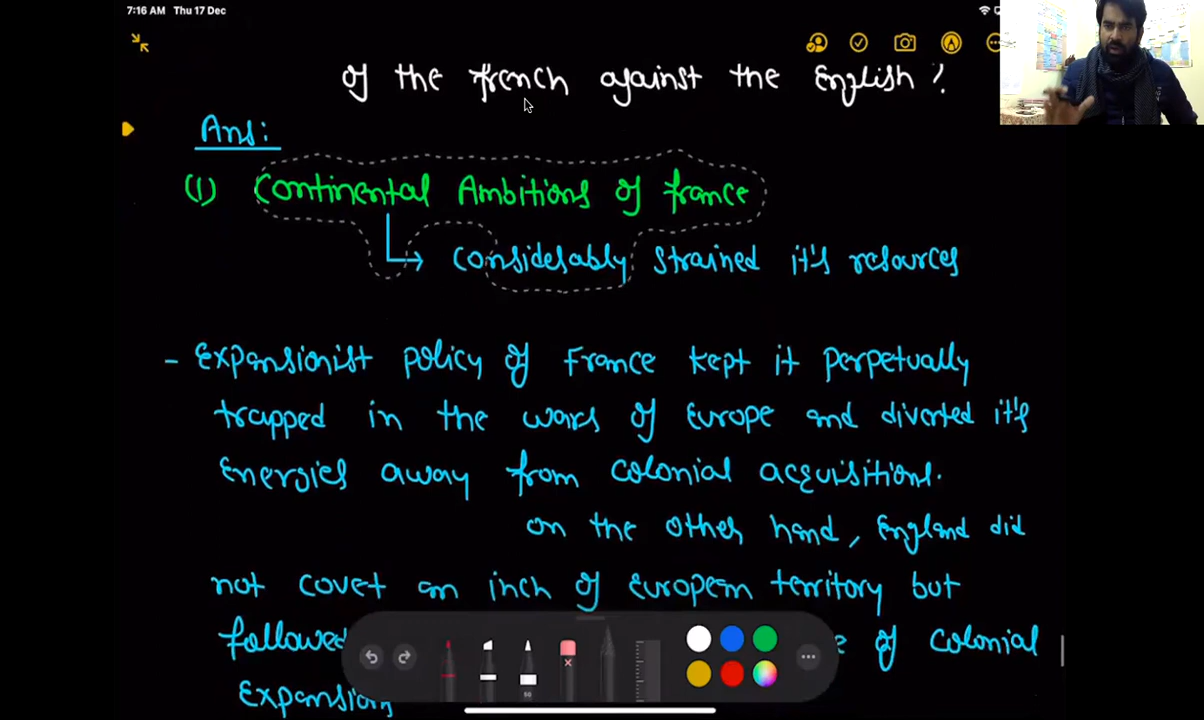 7:16 AM Thu 17 Dec
of the french against the English?
Ans:
(1) Continental Ambitions of france
considerably strained it's resources
- Expansionist policy of France kept it perpetually
trapped in the wars of Europe and diverted it's
Energies away from colonial acquisitions.
on the other hand, England did
not covet an inch of European territory but
followed of colonial
Expansion